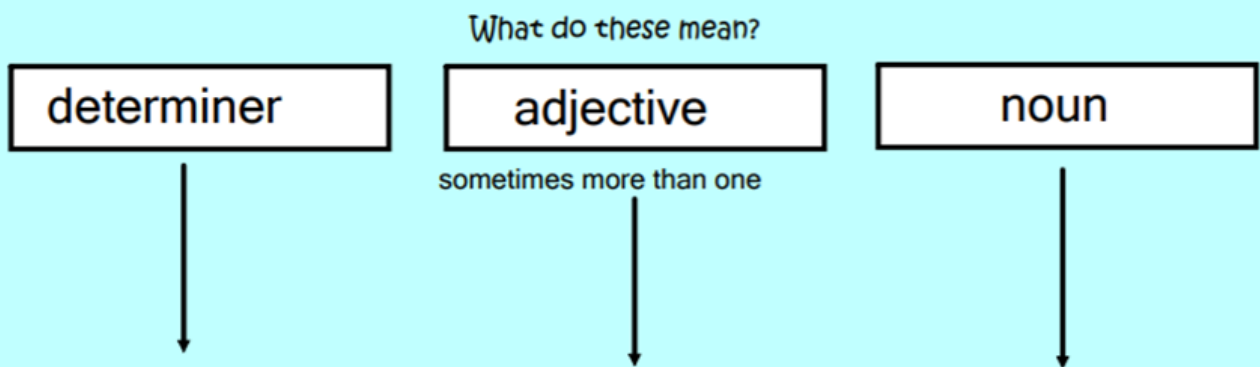 What do these mean?
determiner
adjective
noun
sometimes more than one